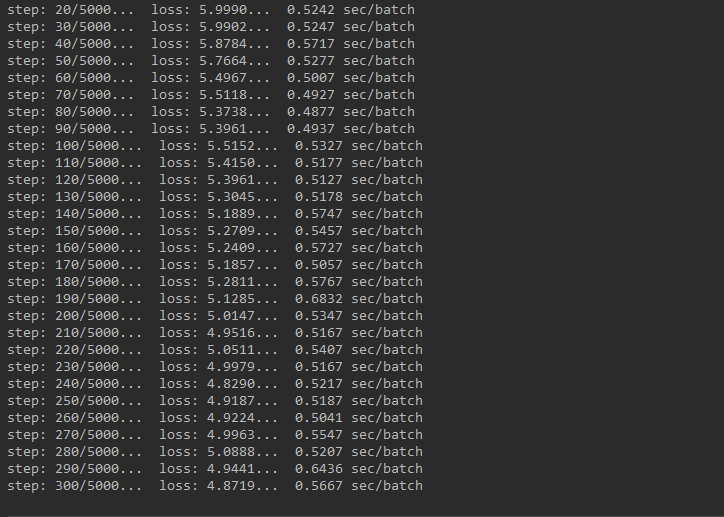 step: 20/5000...  loss: 5.9990...  0.5242 sec/batch
step: 30/5000...  loss: 5.9902...  0.5247 sec/batch
step: 40/5000...  loss: 5.8784...  0.5717 sec/batch
step: 50/5000...  loss: 5.7664...  0.5277 sec/batch
step: 60/5000...  loss: 5.4967...  0.5007 sec/batch
step: 70/5000...  loss: 5.5118...  0.4927 sec/batch
step: 80/5000...  loss: 5.3738...  0.4877 sec/batch
step: 90/5000...  loss: 5.3961...  0.4937 sec/batch
step: 100/5000...  loss: 5.5152...  0.5327 sec/batch
step: 110/5000...  loss: 5.4150...  0.5177 sec/batch
step: 120/5000...  loss: 5.3961...  0.5127 sec/batch
step: 130/5000...  loss: 5.3045...  0.5178 sec/batch
step: 140/5000...  loss: 5.1889...  0.5747 sec/batch
step: 150/5000...  loss: 5.2709...  0.5457 sec/batch
step: 160/5000...  loss: 5.2409...  0.5727 sec/batch
step: 170/5000...  loss: 5.1857...  0.5057 sec/batch
step: 180/5000...  loss: 5.2811...  0.5767 sec/batch
step: 190/5000...  loss: 5.1285...  0.6832 sec/batch
step: 200/5000...  loss: 5.0147...  0.5347 sec/batch
step: 210/5000...  loss: 4.9516...  0.5167 sec/batch
step: 220/5000...  loss: 5.0511...  0.5407 sec/batch
step: 230/5000...  loss: 4.9979...  0.5167 sec/batch
step: 240/5000...  loss: 4.8290...  0.5217 sec/batch
step: 250/5000...  loss: 4.9187...  0.5187 sec/batch
step: 260/5000...  loss: 4.9224...  0.5041 sec/batch
step: 270/5000...  loss: 4.9963...  0.5547 sec/batch
step: 280/5000...  loss: 5.0888...  0.5207 sec/batch
step: 290/5000...  loss: 4.9441...  0.6436 sec/batch
step: 300/5000...  loss: 4.8719...  0.5667 sec/batch